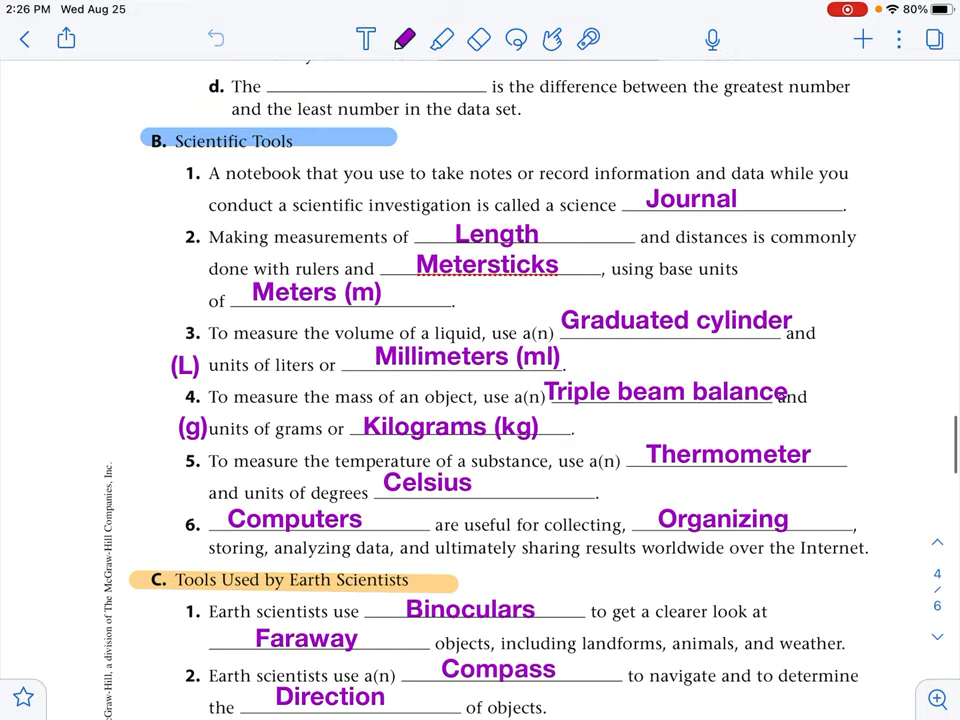 2:26 PM Wed Aug 25
80%
T
d. The ____________ is the difference between the greatest number
and the least number in the data set.
B. Scientific Tools
1. A notebook that you use to take notes or record information and data while you
conduct a scientific investigation is called a science Journal.
2. Making measurements of Length and distances is commonly
done with rulers and Metersticks, using base units
of Meters (m).
3. To measure the volume of a liquid, use a(n) Graduated cylinder and
(L) units of liters or Millimeters (ml).
4. To measure the mass of an object, use a(n) Triple beam balance and
(g) units of grams or Kilograms (kg).
5. To measure the temperature of a substance, use a(n) Thermometer
and units of degrees Celsius.
6. Computers are useful for collecting, Organizing,
storing, analyzing data, and ultimately sharing results worldwide over the Internet.
C. Tools Used by Earth Scientists
1. Earth scientists use Binoculars to get a clearer look at
Faraway objects, including landforms, animals, and weather.
2. Earth scientists use a(n) Compass to navigate and to determine
the Direction of objects.
Graw-Hill, a division of The McGraw-Hill Companies, Inc.
4
/
6